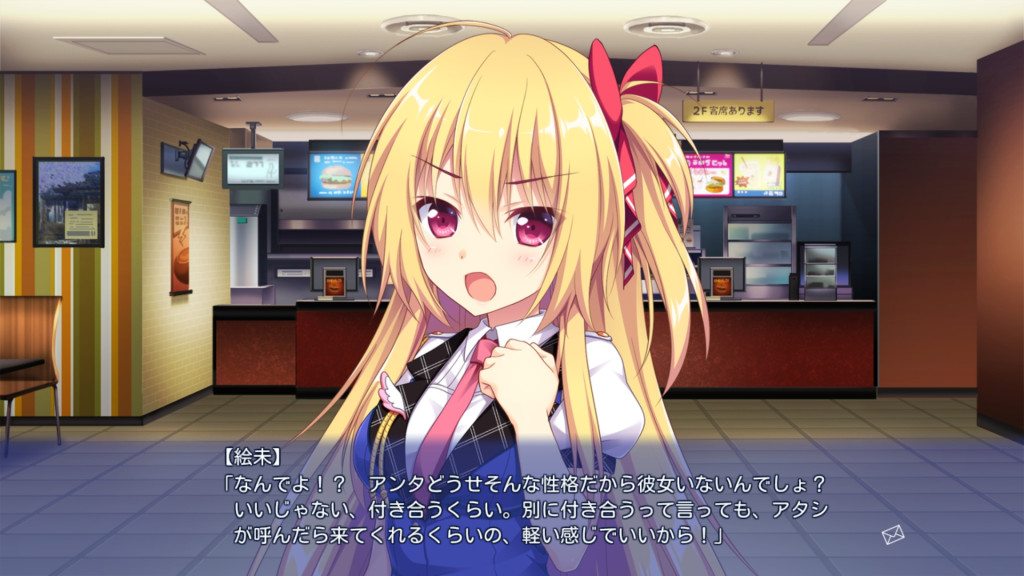 2F客席あります
【絵未】
「なんでよ！？　アンタどうせそんな性格だから彼女いないんでしょ？
いいじゃない、付き合うくらい。別に付き合うって言っても、アタシ
が呼んだら来てくれるくらいの、軽い感じでいいから！」